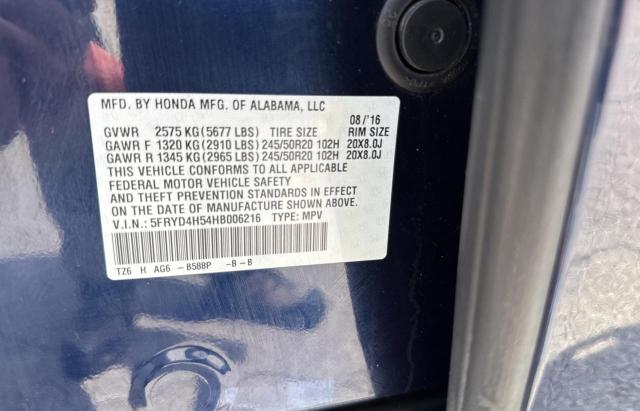 MFD. BY HONDA MFG. OF ALABAMA, LLC
08/'16
GVWR 2575 KG(5677 LBS) TIRE SIZE RIM SIZE
GAWR F 1320 KG(2910 LBS)245/50R20 102H 20X8.0J
GAWR R 1345 KG(2965 LBS)245/50R20 102H 20X8.0J
THIS VEHICLE CONFORMS TO ALL APPLICABLE
FEDERAL MOTOR VEHICLE SAFETY
AND THEFT PREVENTION STANDARDS IN EFFECT
ON THE DATE OF MANUFACTURE SHOWN ABOVE.
V.I.N.: 5FRYD4H54HB006216 TYPE: MPV
TZ6 H AG6 -B588P -B-B